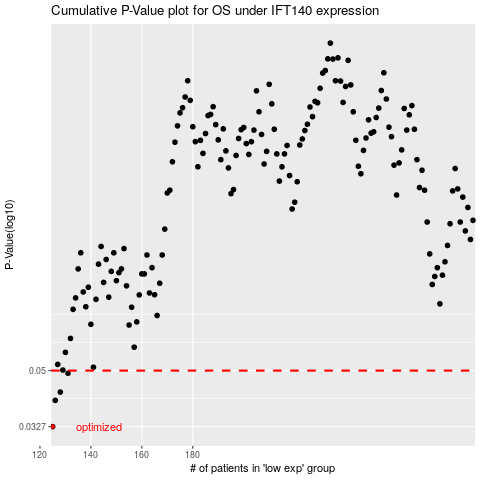 Cumulative P-Value plot for OS under IFT140 expression
P-Value(log10)
0.05
0.0327
optimized
120 140 160 180
# of patients in 'low exp' group